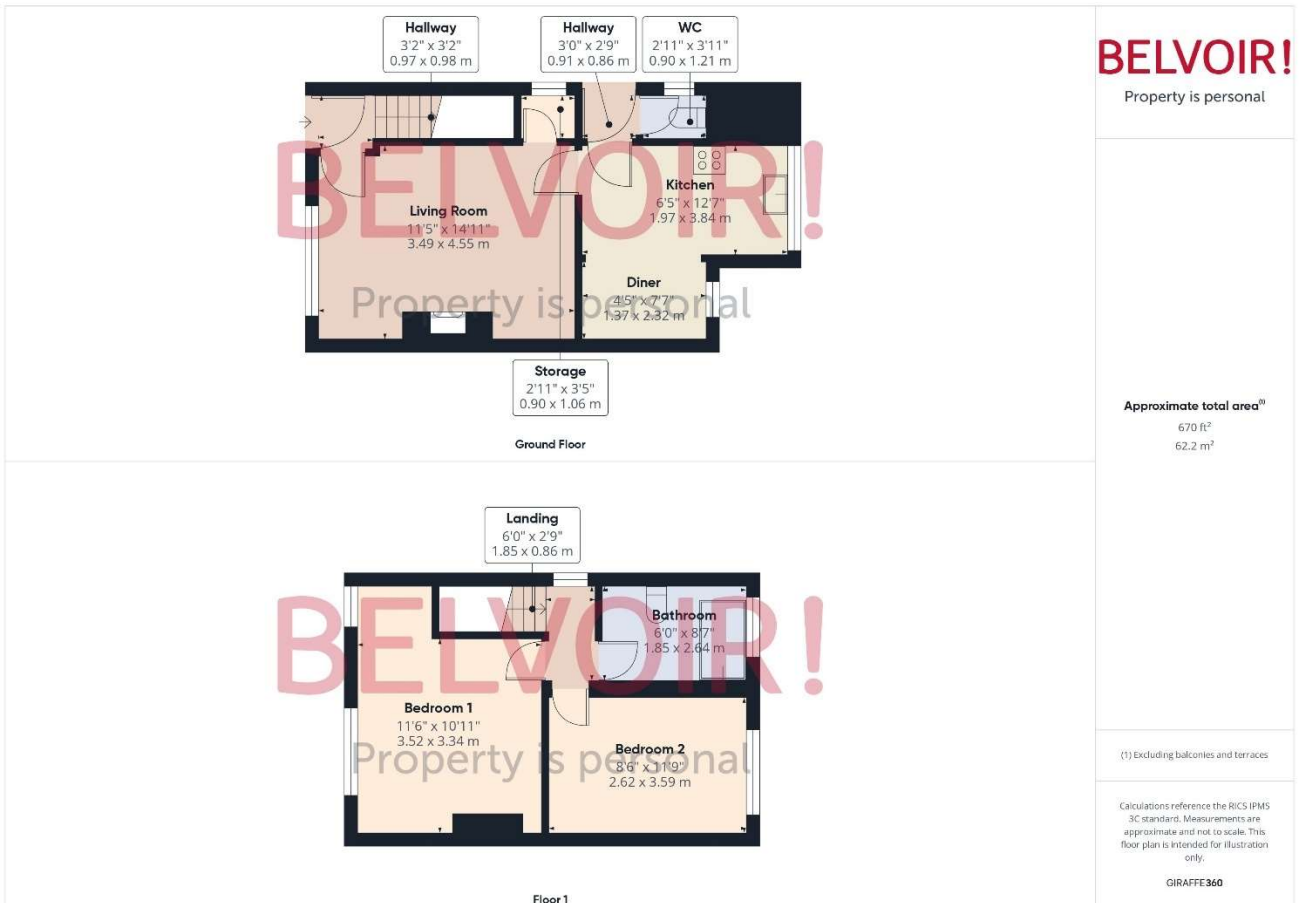 Hallway
3'2" x 3'2"
0.97 x 0.98 m
Hallway
3'0" x 2'9"
0.91 x 0.86 m
WC
2'11" x 3'11"
0.90 x 1.21 m
BELVOIR!
Property is personal
BELVOIR!
Property is personal
Kitchen
6'5" x 12'7"
1.97 x 3.84 m
Living Room
11'5" x 14'11"
3.49 x 4.55 m
Diner
4'5" x 7'7"
1.37 x 2.32 m
Storage
2'11" x 3'5"
0.90 x 1.06 m
Ground Floor
Approximate total area(1)
670 ft²
62.2 m²
Landing
6'0" x 2'9"
1.85 x 0.86 m
BELVOIR!
Property is personal
Bathroom
6'0" x 8'7"
1.85 x 2.64 m
Bedroom 1
11'6" x 10'11"
3.52 x 3.34 m
Bedroom 2
8'6" x 11'9"
2.62 x 3.59 m
Floor 1
(1) Excluding balconies and terraces
Calculations reference the RICS IPMS
3C standard. Measurements are
approximate and not to scale. This
floor plan is intended for illustration
only.
GIRAFFE360